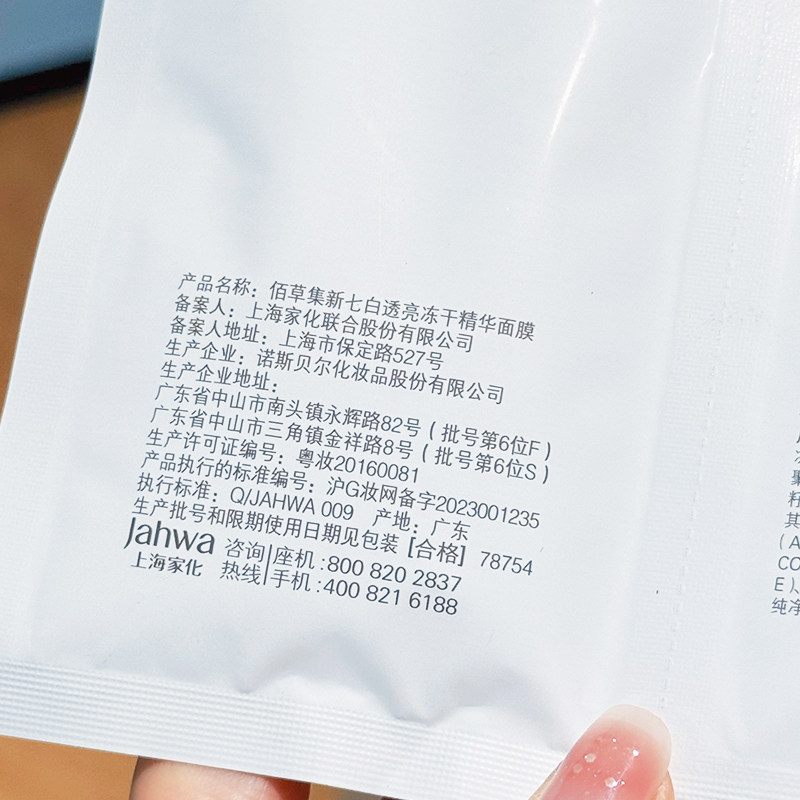 产品名称：佰草集新七白透亮冻干精华面膜
备案人：上海家化联合股份有限公司
备案人地址：上海市保定路527号
生产企业：诺斯贝尔化妆品股份有限公司
生产企业地址：
广东省中山市南头镇永辉路82号（批号第6位F）
广东省中山市三角镇金祥路8号（批号第6位S）
生产许可证编号：粤妆20160081
产品执行的标准编号：沪G妆网备字2023001235
执行标准：Q/JAHWA 009 产地：广东
生产批号和限期使用日期见包装 [合格] 78754
Jahwa 咨询 座机:800 820 2837
上海家化 热线 手机:400 821 6188
聚
籽
其
(A
CO
E)、
纯净